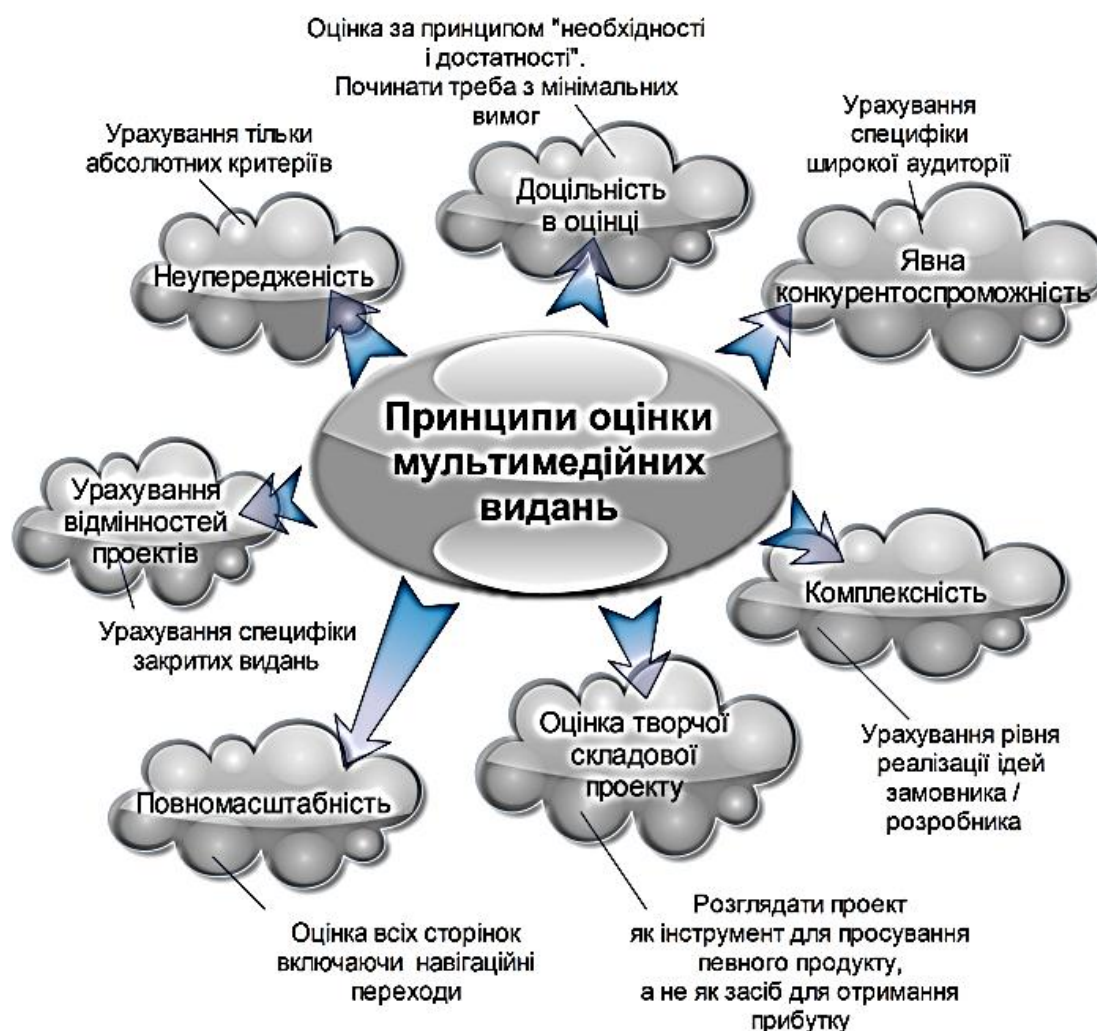 Оцінка за принципом "необхідності
і достатності".
Починати треба з мінімальних
вимог
Доцільність
в оцінці
Урахування тільки
абсолютних критеріїв
Неупередженість
Урахування
специфіки
широкої аудиторії
Явна
конкурентоспроможність
Принципи оцінки
мультимедійних
видань
Урахування
відмінностей
проектів
Урахування специфіки
закритих видань
Комплексність
Урахування рівня
реалізації ідей
замовника /
розробника
Повномасштабність
Оцінка всіх сторінок
включаючи навігаційні
переходи
Оцінка творчої
складової
проекту
Розглядати проект
як інструмент для просування
певного продукту,
а не як засіб для отримання
прибутку